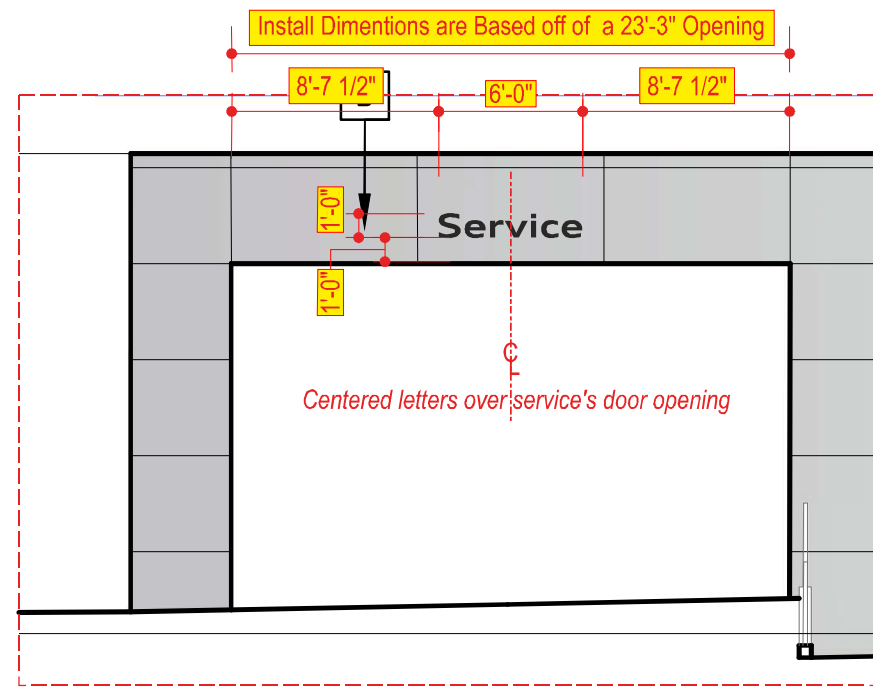 Install Dimentions are Based off of a 23'-3" Opening
8'-7 1/2"
6'-0"
8'-7 1/2"
1'-0"
Service
1'-0"
CL
Centered letters over service's door opening